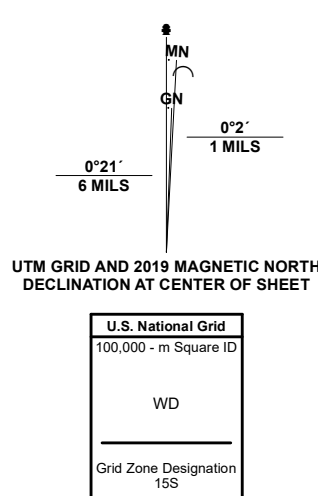 MN
GN
0°2´
1 MILS
0°21´
6 MILS
UTM GRID AND 2019 MAGNETIC NORTH
DECLINATION AT CENTER OF SHEET
U.S. National Grid
100,000 - m Square ID
WD
Grid Zone Designation
15S